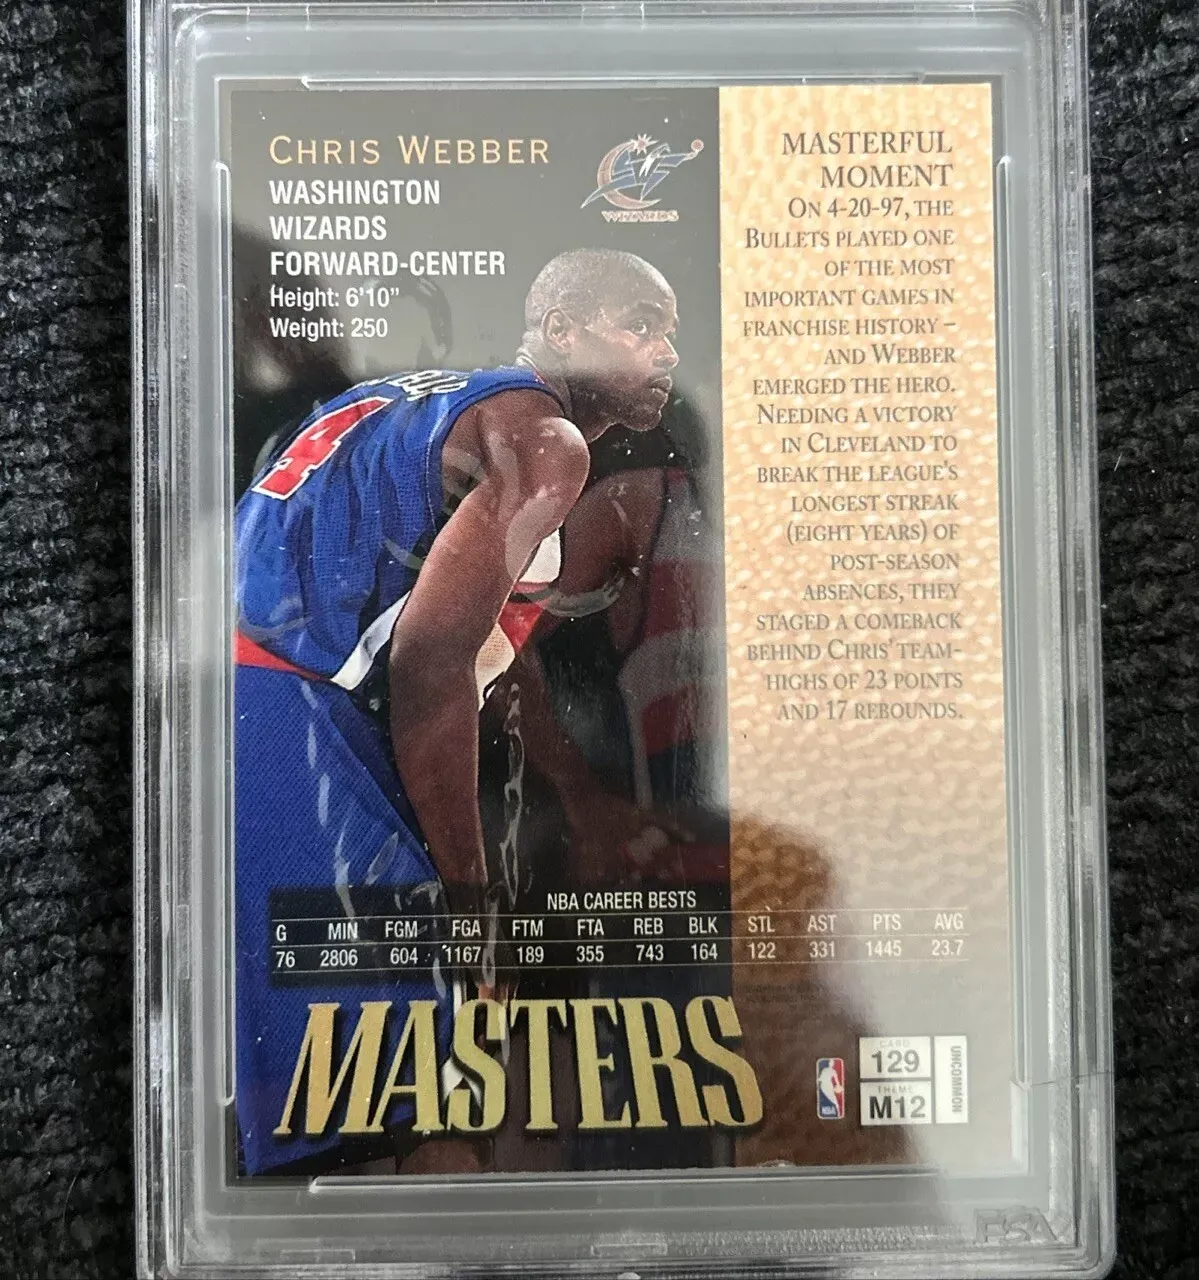 CHRIS WEBBER
WASHINGTON
WIZARDS
FORWARD-CENTER
Height: 6'10"
Weight: 250
WIZARDS
4
MASTERFUL
MOMENT
ON 4-20-97, THE
BULLETS PLAYED ONE
OF THE MOST
IMPORTANT GAMES IN
FRANCHISE HISTORY –
AND WEBBER
EMERGED THE HERO.
NEEDING A VICTORY
IN CLEVELAND TO
BREAK THE LEAGUE'S
LONGEST STREAK
(EIGHT YEARS) OF
POST-SEASON
ABSENCES, THEY
STAGED A COMEBACK
BEHIND CHRIS' TEAM-
HIGHS OF 23 POINTS
AND 17 REBOUNDS.
NBA CAREER BESTS
G MIN FGM FGA FTM FTA REB BLK STL AST PTS AVG
76 2806 604 1167 189 355 743 164 122 331 1445 23.7
MASTERS
NBA
CARD
129
THEME
M12
UNCOMMON
PSA